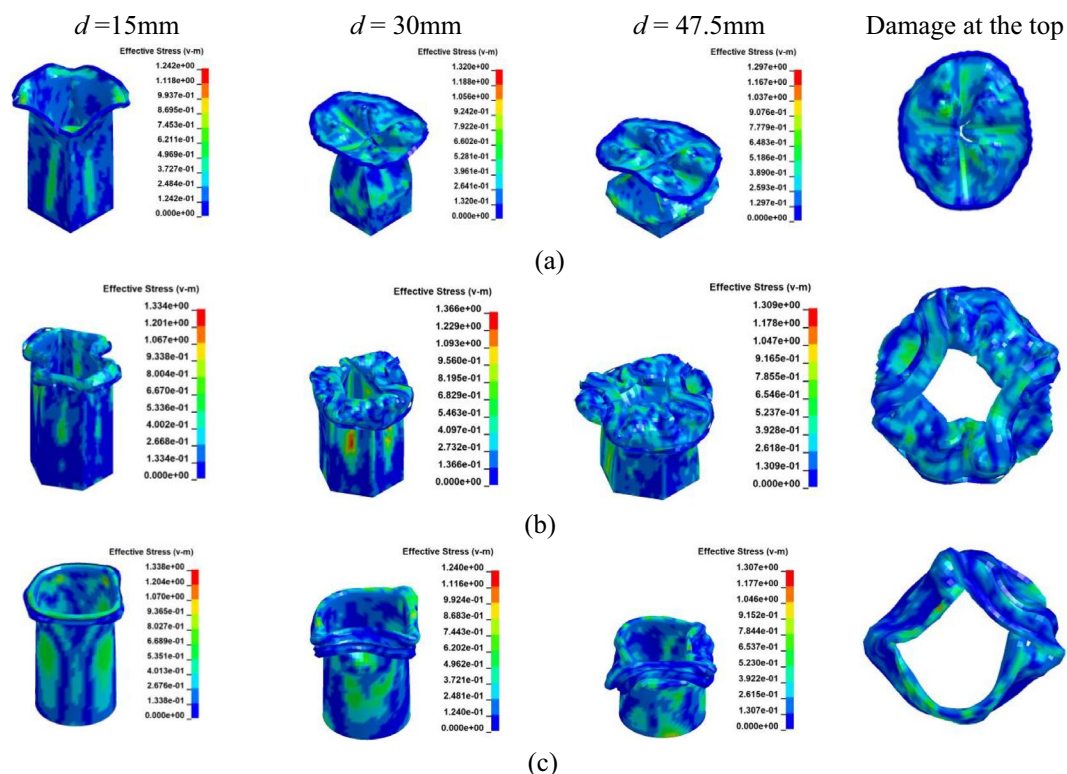 d =15mm d =30mm d =47.5mm Damage at the top
Effective Stress (v-m) Effective Stress (v-m) Effective Stress (v-m)
1.242e+00 1.320e+00 1.297e+00
1.118e+00 1.188e+00 1.167e+00
9.937e-01 1.056e+00 1.037e+00
8.695e-01 9.242e-01 9.076e-01
7.453e-01 7.922e-01 7.779e-01
6.211e-01 6.602e-01 6.483e-01
4.969e-01 5.281e-01 5.186e-01
3.727e-01 3.961e-01 3.890e-01
2.484e-01 2.641e-01 2.593e-01
1.242e-01 1.320e-01 1.297e-01
0.000e+00 0.000e+00 0.000e+00
(a)
Effective Stress (v-m) Effective Stress (v-m) Effective Stress (v-m)
1.334e+00 1.366e+00 1.309e+00
1.201e+00 1.229e+00 1.178e+00
1.067e+00 1.093e+00 1.047e+00
9.338e-01 9.560e-01 9.165e-01
8.004e-01 8.195e-01 7.855e-01
6.670e-01 6.829e-01 6.546e-01
5.336e-01 5.463e-01 5.237e-01
4.002e-01 4.097e-01 3.928e-01
2.668e-01 2.732e-01 2.618e-01
1.334e-01 1.366e-01 1.309e-01
0.000e+00 0.000e+00 0.000e+00
(b)
Effective Stress (v-m) Effective Stress (v-m) Effective Stress (v-m)
1.338e+00 1.240e+00 1.307e+00
1.204e+00 1.116e+00 1.177e+00
1.070e+00 9.924e-01 1.046e+00
9.365e-01 8.683e-01 9.152e-01
8.027e-01 7.443e-01 7.844e-01
6.689e-01 6.202e-01 6.537e-01
5.351e-01 4.962e-01 5.230e-01
4.013e-01 3.721e-01 3.922e-01
2.676e-01 2.481e-01 2.615e-01
1.338e-01 1.240e-01 1.307e-01
0.000e+00 0.000e+00 0.000e+00
(c)